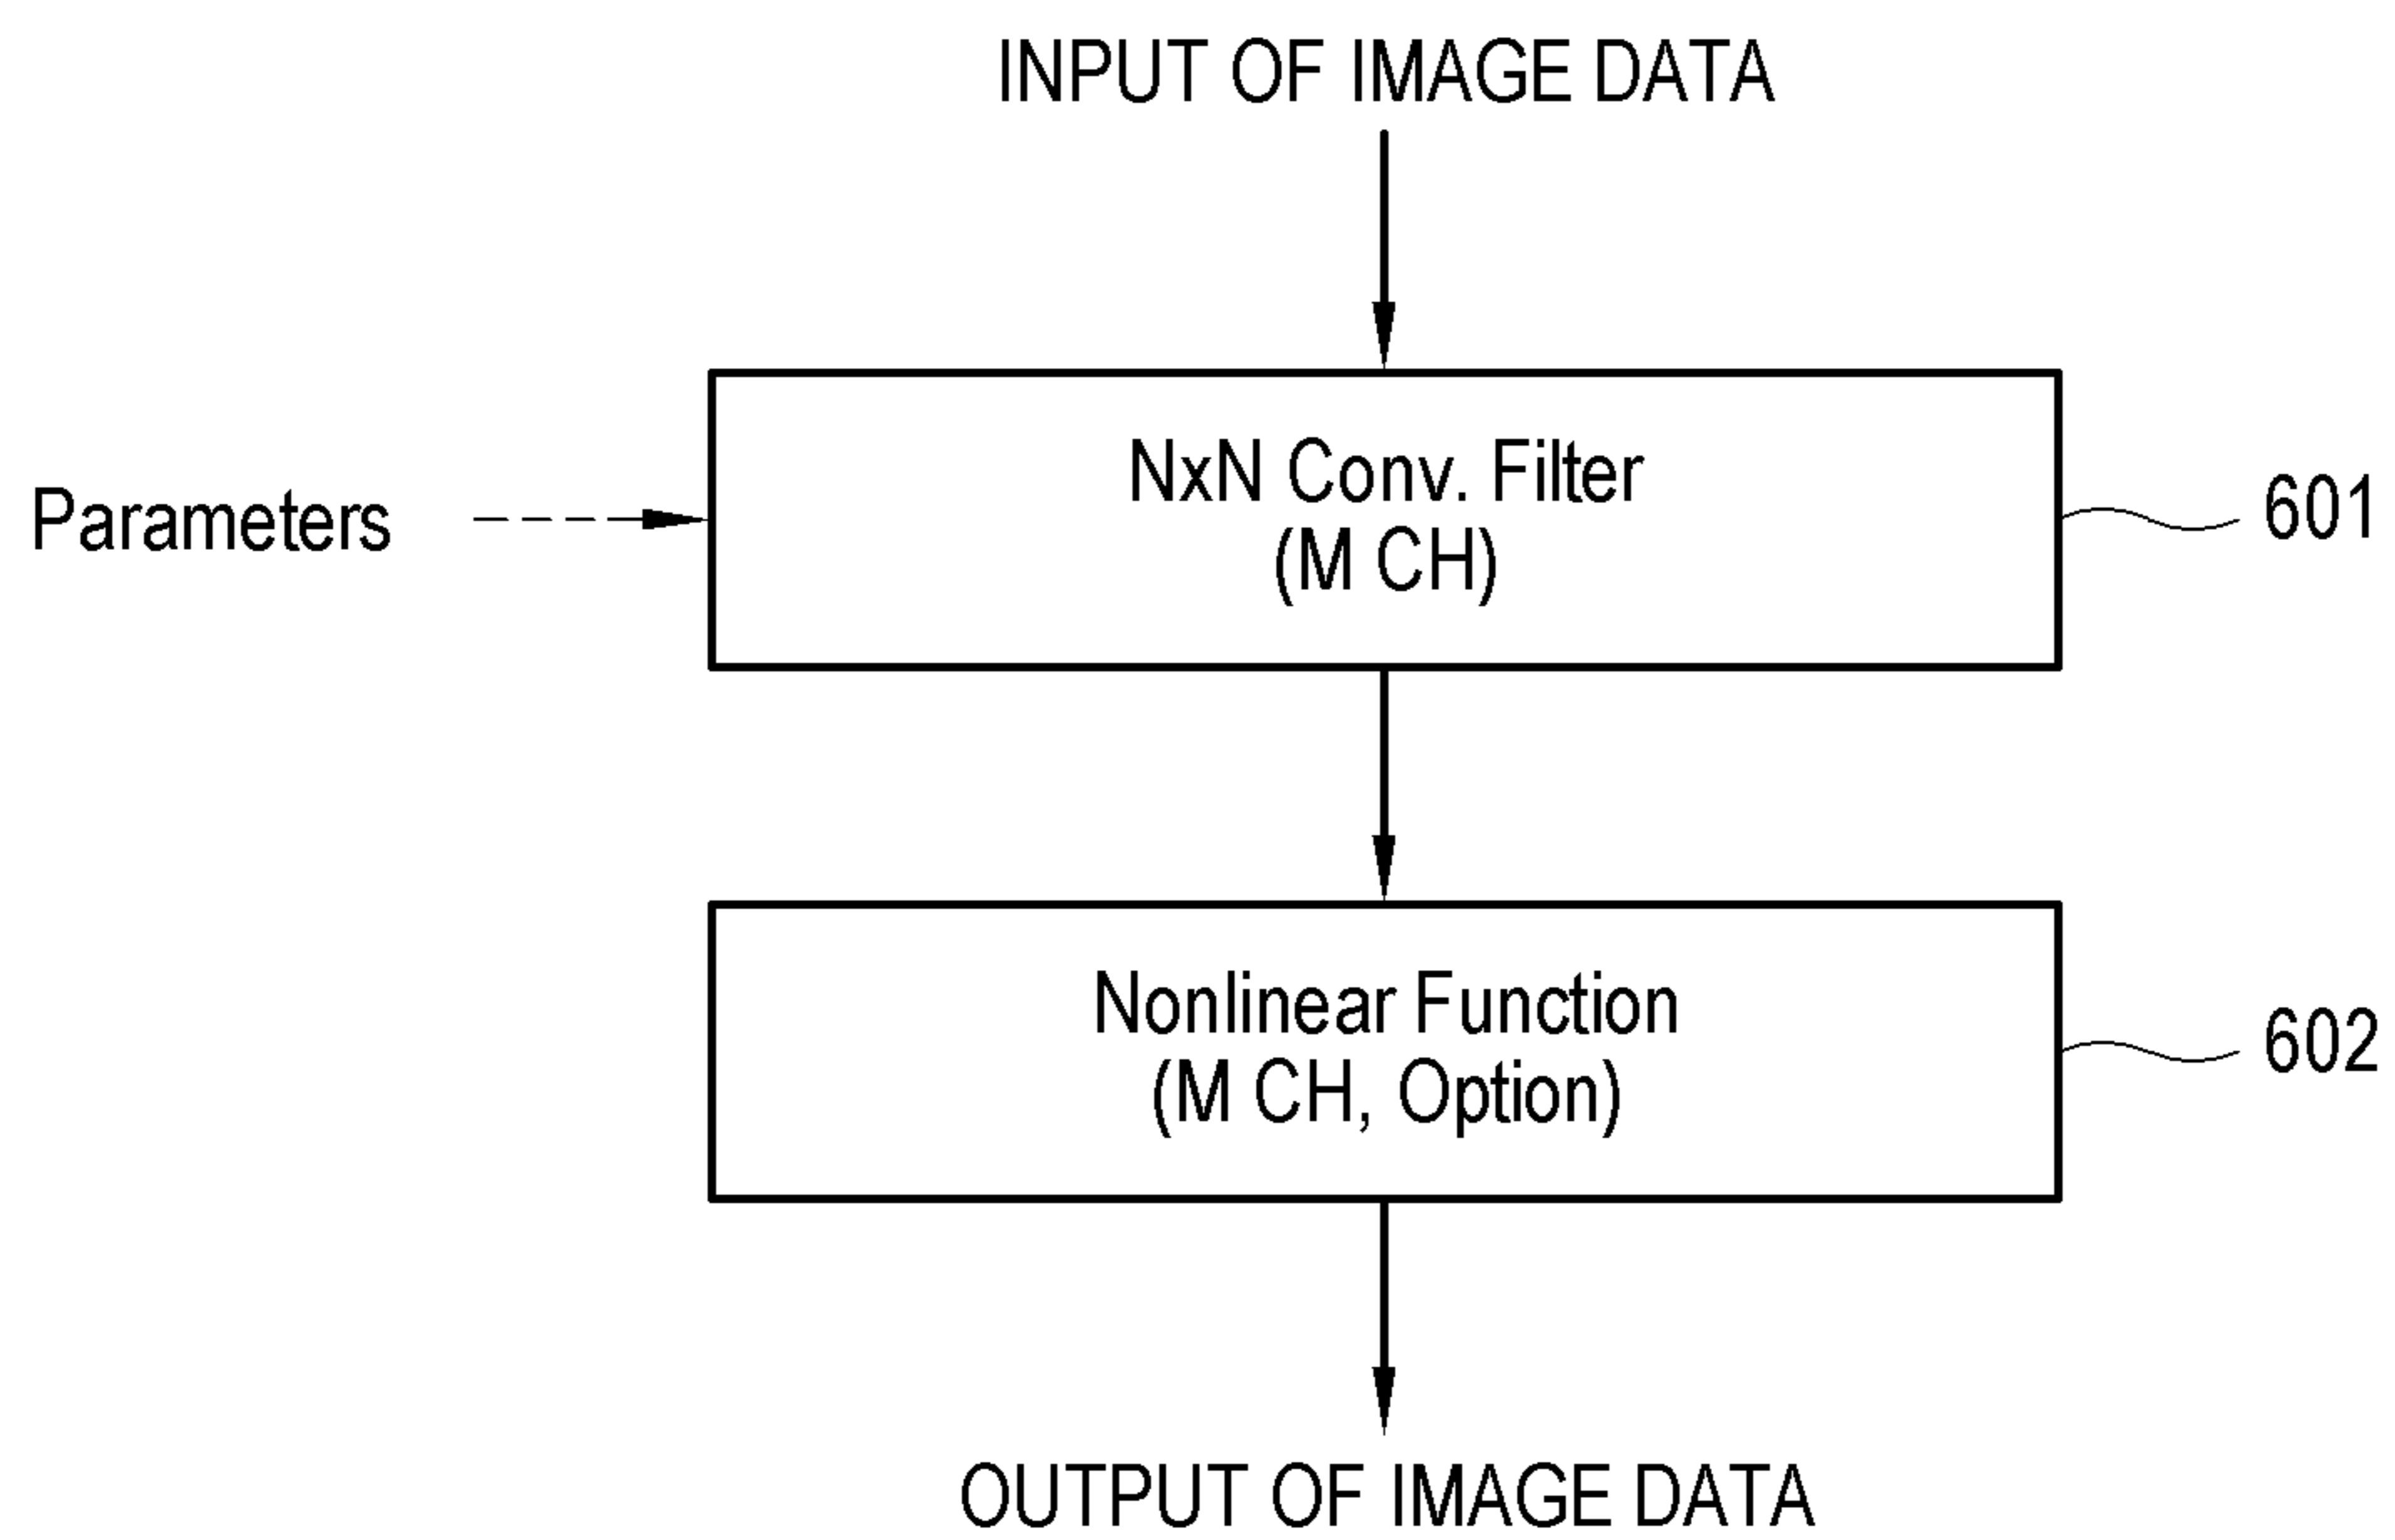 INPUT OF IMAGE DATA
NxN Conv. Filter
(M CH)
601
Parameters
Nonlinear Function
(M CH, Option)
602
OUTPUT OF IMAGE DATA